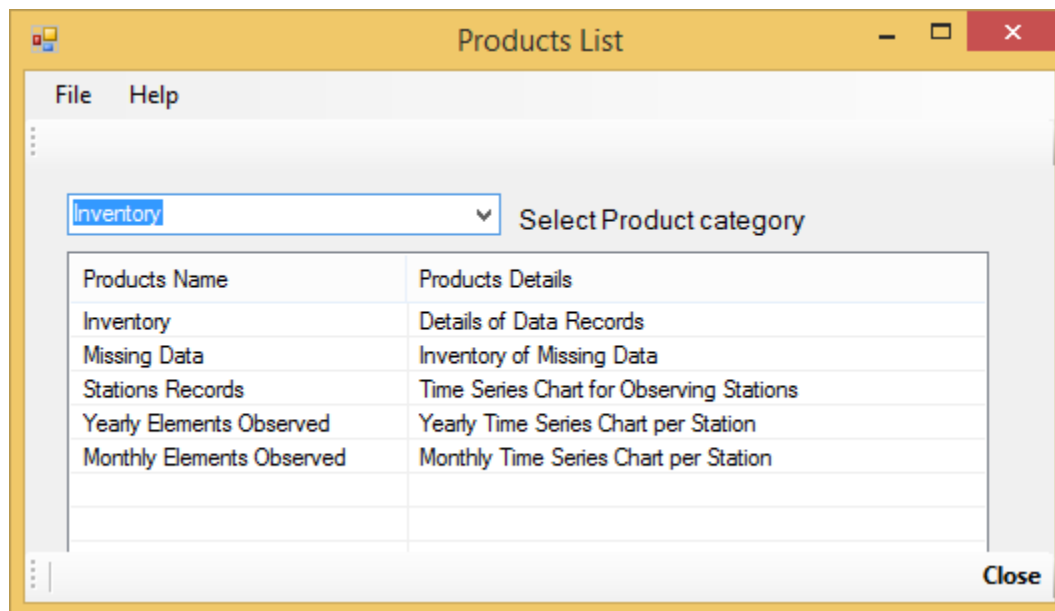 Products List
File Help
Inventory Select Product category
Products Name Products Details
Inventory Details of Data Records
Missing Data Inventory of Missing Data
Stations Records Time Series Chart for Observing Stations
Yearly Elements Observed Yearly Time Series Chart per Station
Monthly Elements Observed Monthly Time Series Chart per Station
Close